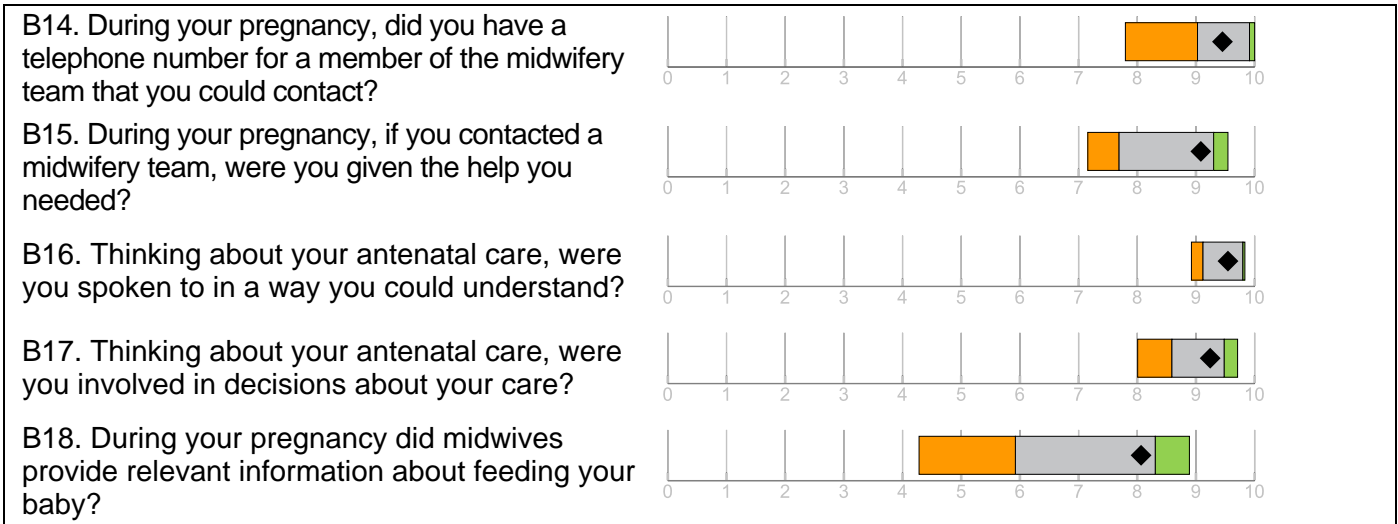 B14. During your pregnancy, did you have a
telephone number for a member of the midwifery
team that you could contact?
0 1 2 3 4 5 6 7 8 9 10
B15. During your pregnancy, if you contacted a
midwifery team, were you given the help you
needed?
0 1 2 3 4 5 6 7 8 9 10
B16. Thinking about your antenatal care, were
you spoken to in a way you could understand?
0 1 2 3 4 5 6 7 8 9 10
B17. Thinking about your antenatal care, were
you involved in decisions about your care?
0 1 2 3 4 5 6 7 8 9 10
B18. During your pregnancy did midwives
provide relevant information about feeding your
baby?
0 1 2 3 4 5 6 7 8 9 10